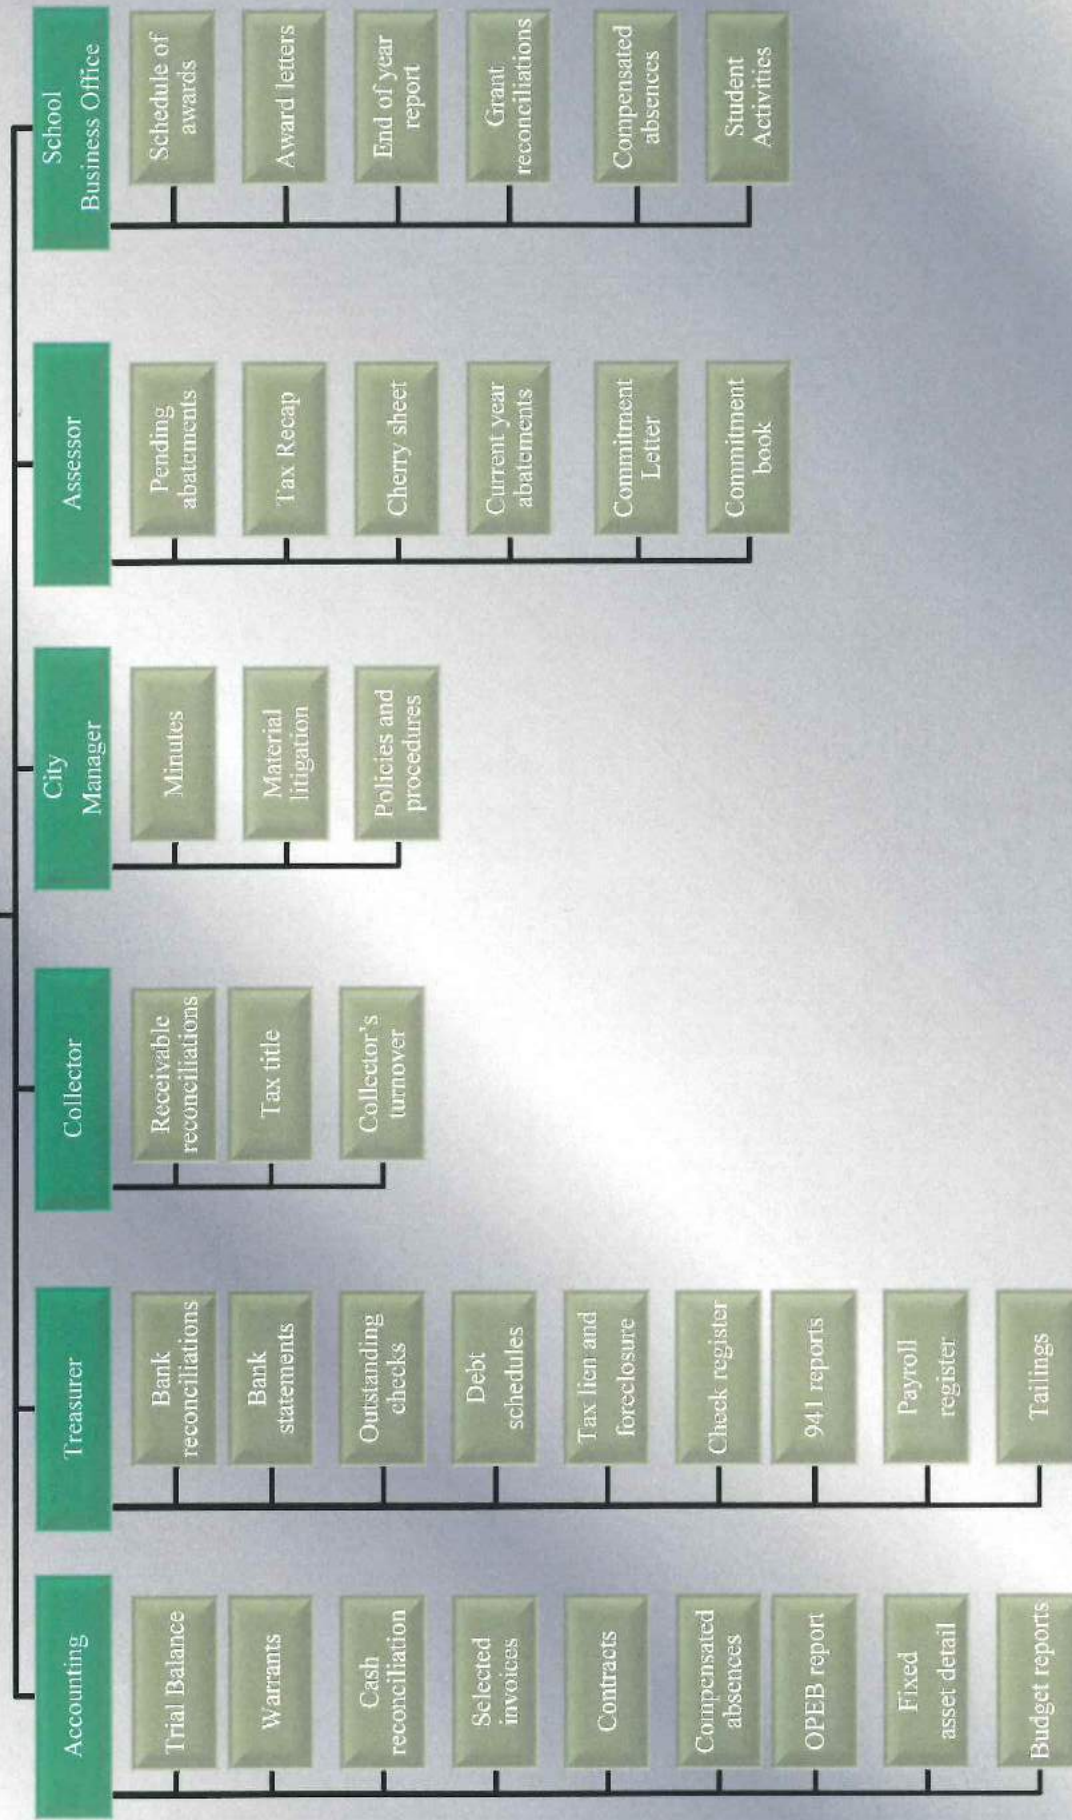 Accounting
Trial Balance
Warrants
Cash
reconciliation
Selected
invoices
Contracts
Compensated
absences
OPEB report
Fixed
asset detail
Budget reports
Treasurer
Bank
reconciliations
Bank
statements
Outstanding
checks
Debt
schedules
Tax lien and
foreclosure
Check register
941 reports
Payroll
register
Tailings
Collector
Receivable
reconciliations
Tax title
Collector's
turnover
City
Manager
Minutes
Material
litigation
Policies and
procedures
Assessor
Pending
abatements
Tax Recap
Cherry sheet
Current year
abatements
Commitment
Letter
Commitment
book
School
Business Office
Schedule of
awards
Award letters
End of year
report
Grant
reconciliations
Compensated
absences
Student
Activities